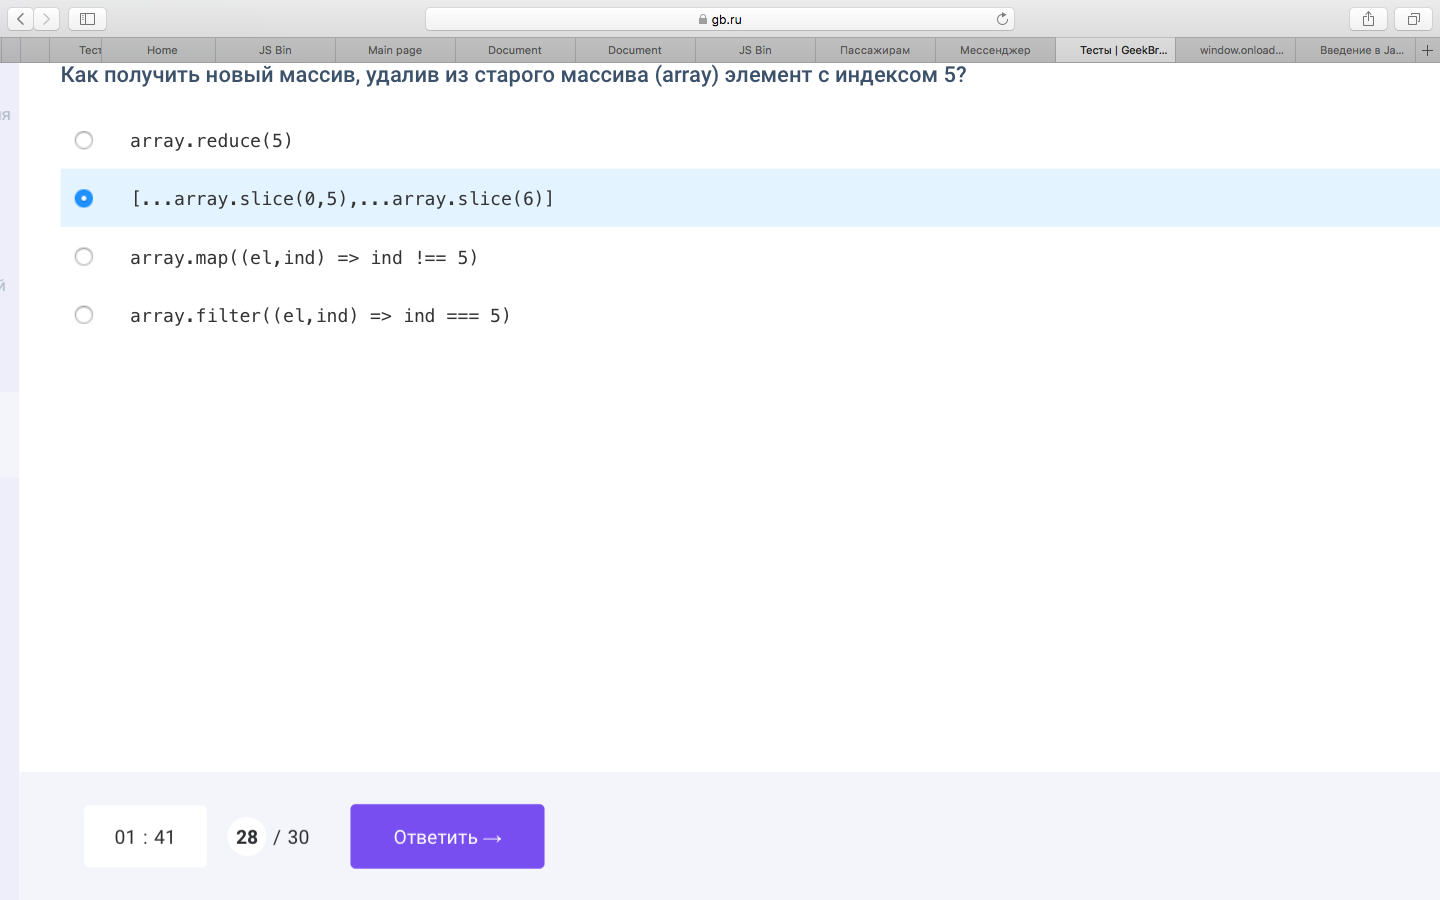 gb.ru
Тест
Home
JS Bin
Main page
Document
Document
JS Bin
Пассажирам
Мессенджер
Тесты | GeekBr...
window.onload...
Введение в Ja...
Как получить новый массив, удалив из старого массива (array) элемент с индексом 5?
ия
array.reduce(5)
[...array.slice(0,5),...array.slice(6)]
array.map((el,ind) => ind !== 5)
й
array.filter((el,ind) => ind === 5)
01 : 41
28 / 30
Ответить →